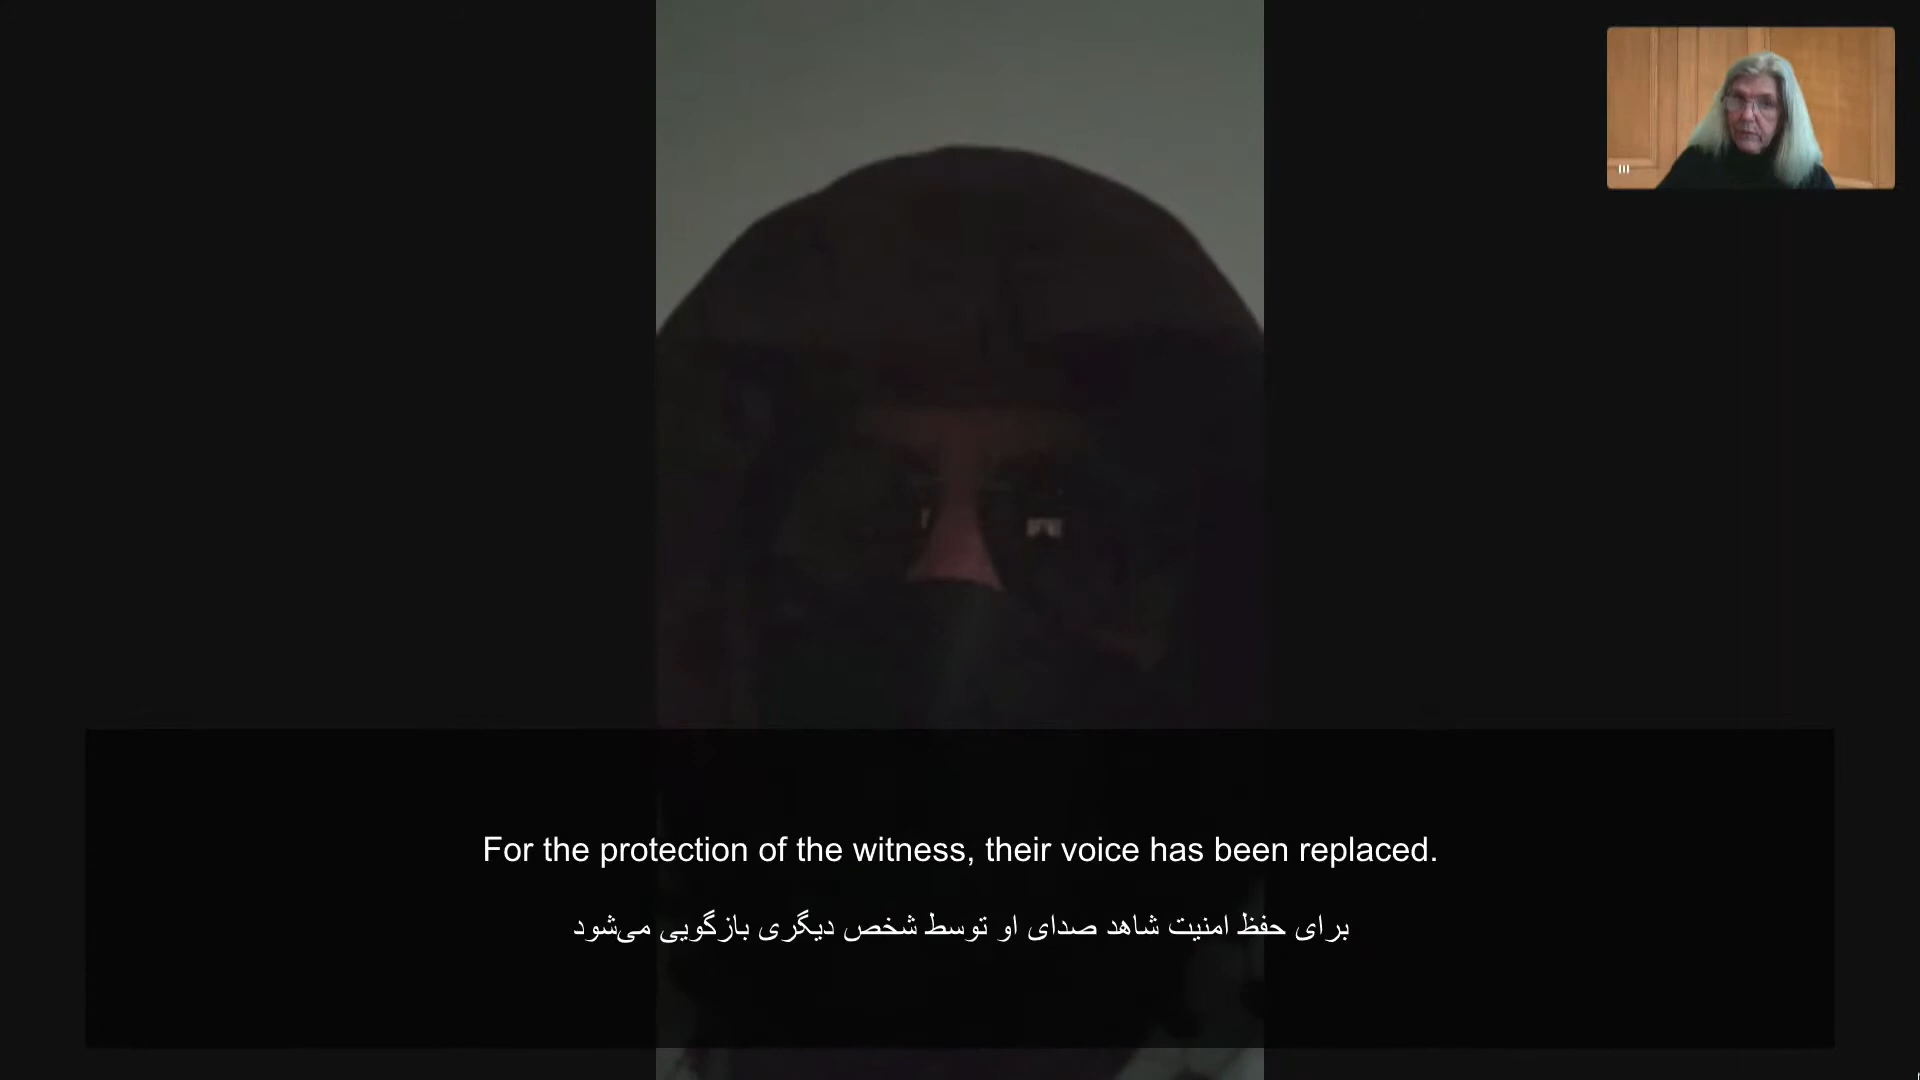 For the protection of the witness, their voice has been replaced.
برای حفظ امنیت شاهد صدای او توسط شخص دیگری بازگویی می‌شود